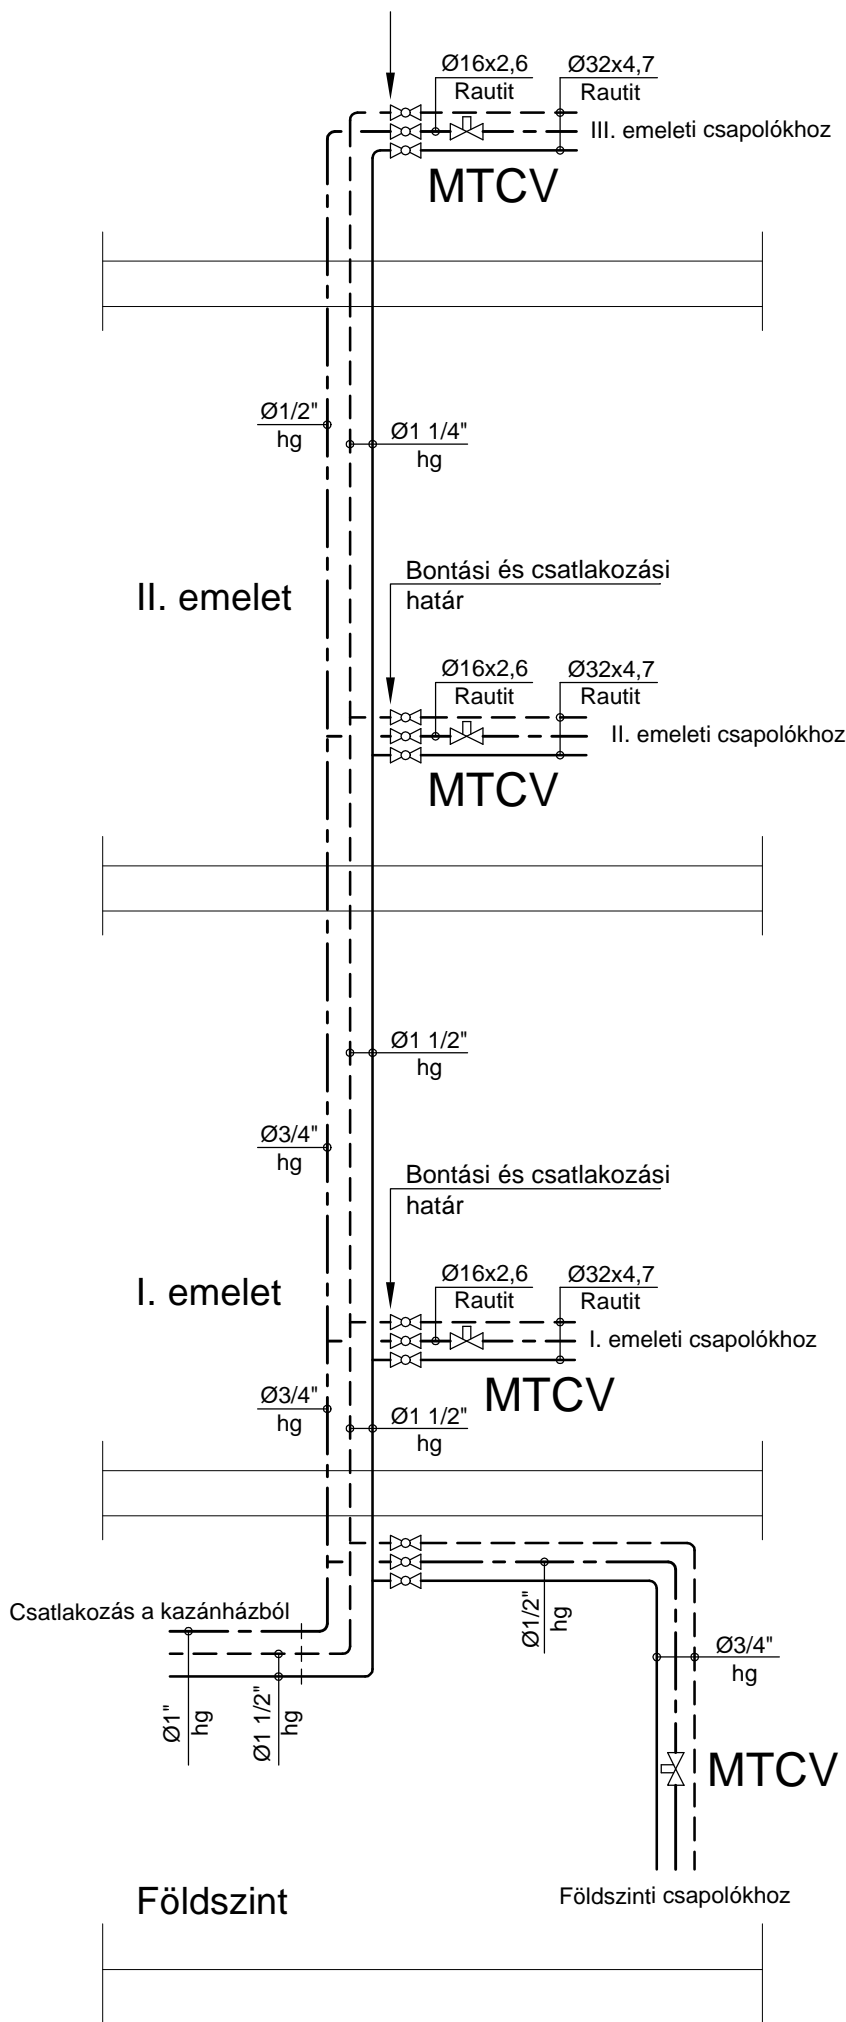 Ø16x2,6
Rautit
Ø32x4,7
Rautit
III. emeleti csapolókhoz
MTCV
Ø1/2"
hg
Ø1 1/4"
hg
Bontási és csatlakozási
határ
II. emelet
Ø16x2,6
Rautit
Ø32x4,7
Rautit
II. emeleti csapolókhoz
MTCV
Ø1 1/2"
hg
Ø3/4"
hg
Bontási és csatlakozási
határ
I. emelet
Ø16x2,6
Rautit
Ø32x4,7
Rautit
I. emeleti csapolókhoz
MTCV
Ø3/4"
hg
Ø1 1/2"
hg
Csatlakozás a kazánházból
Ø1/2"
hg
Ø3/4"
hg
Ø1"
hg
Ø1 1/2"
hg
MTCV
Földszint
Földszinti csapolókhoz